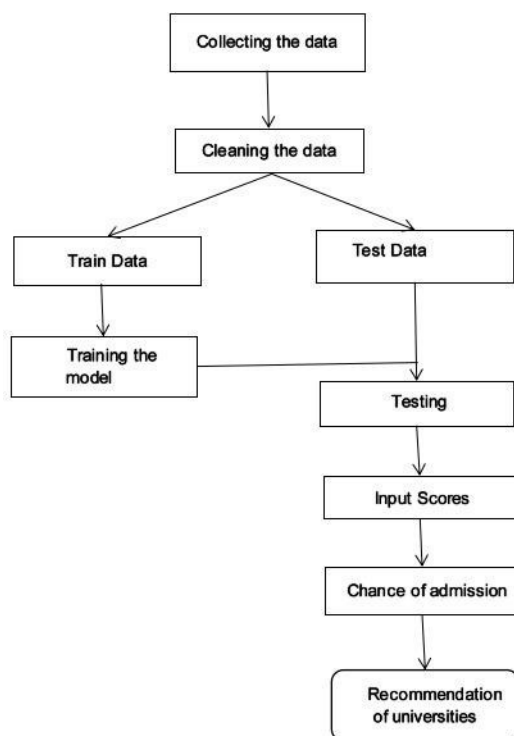 Collecting the data
Cleaning the data
Train Data
Test Data
Training the
model
Testing
Input Scores
Chance of admission
Recommendation
of universities